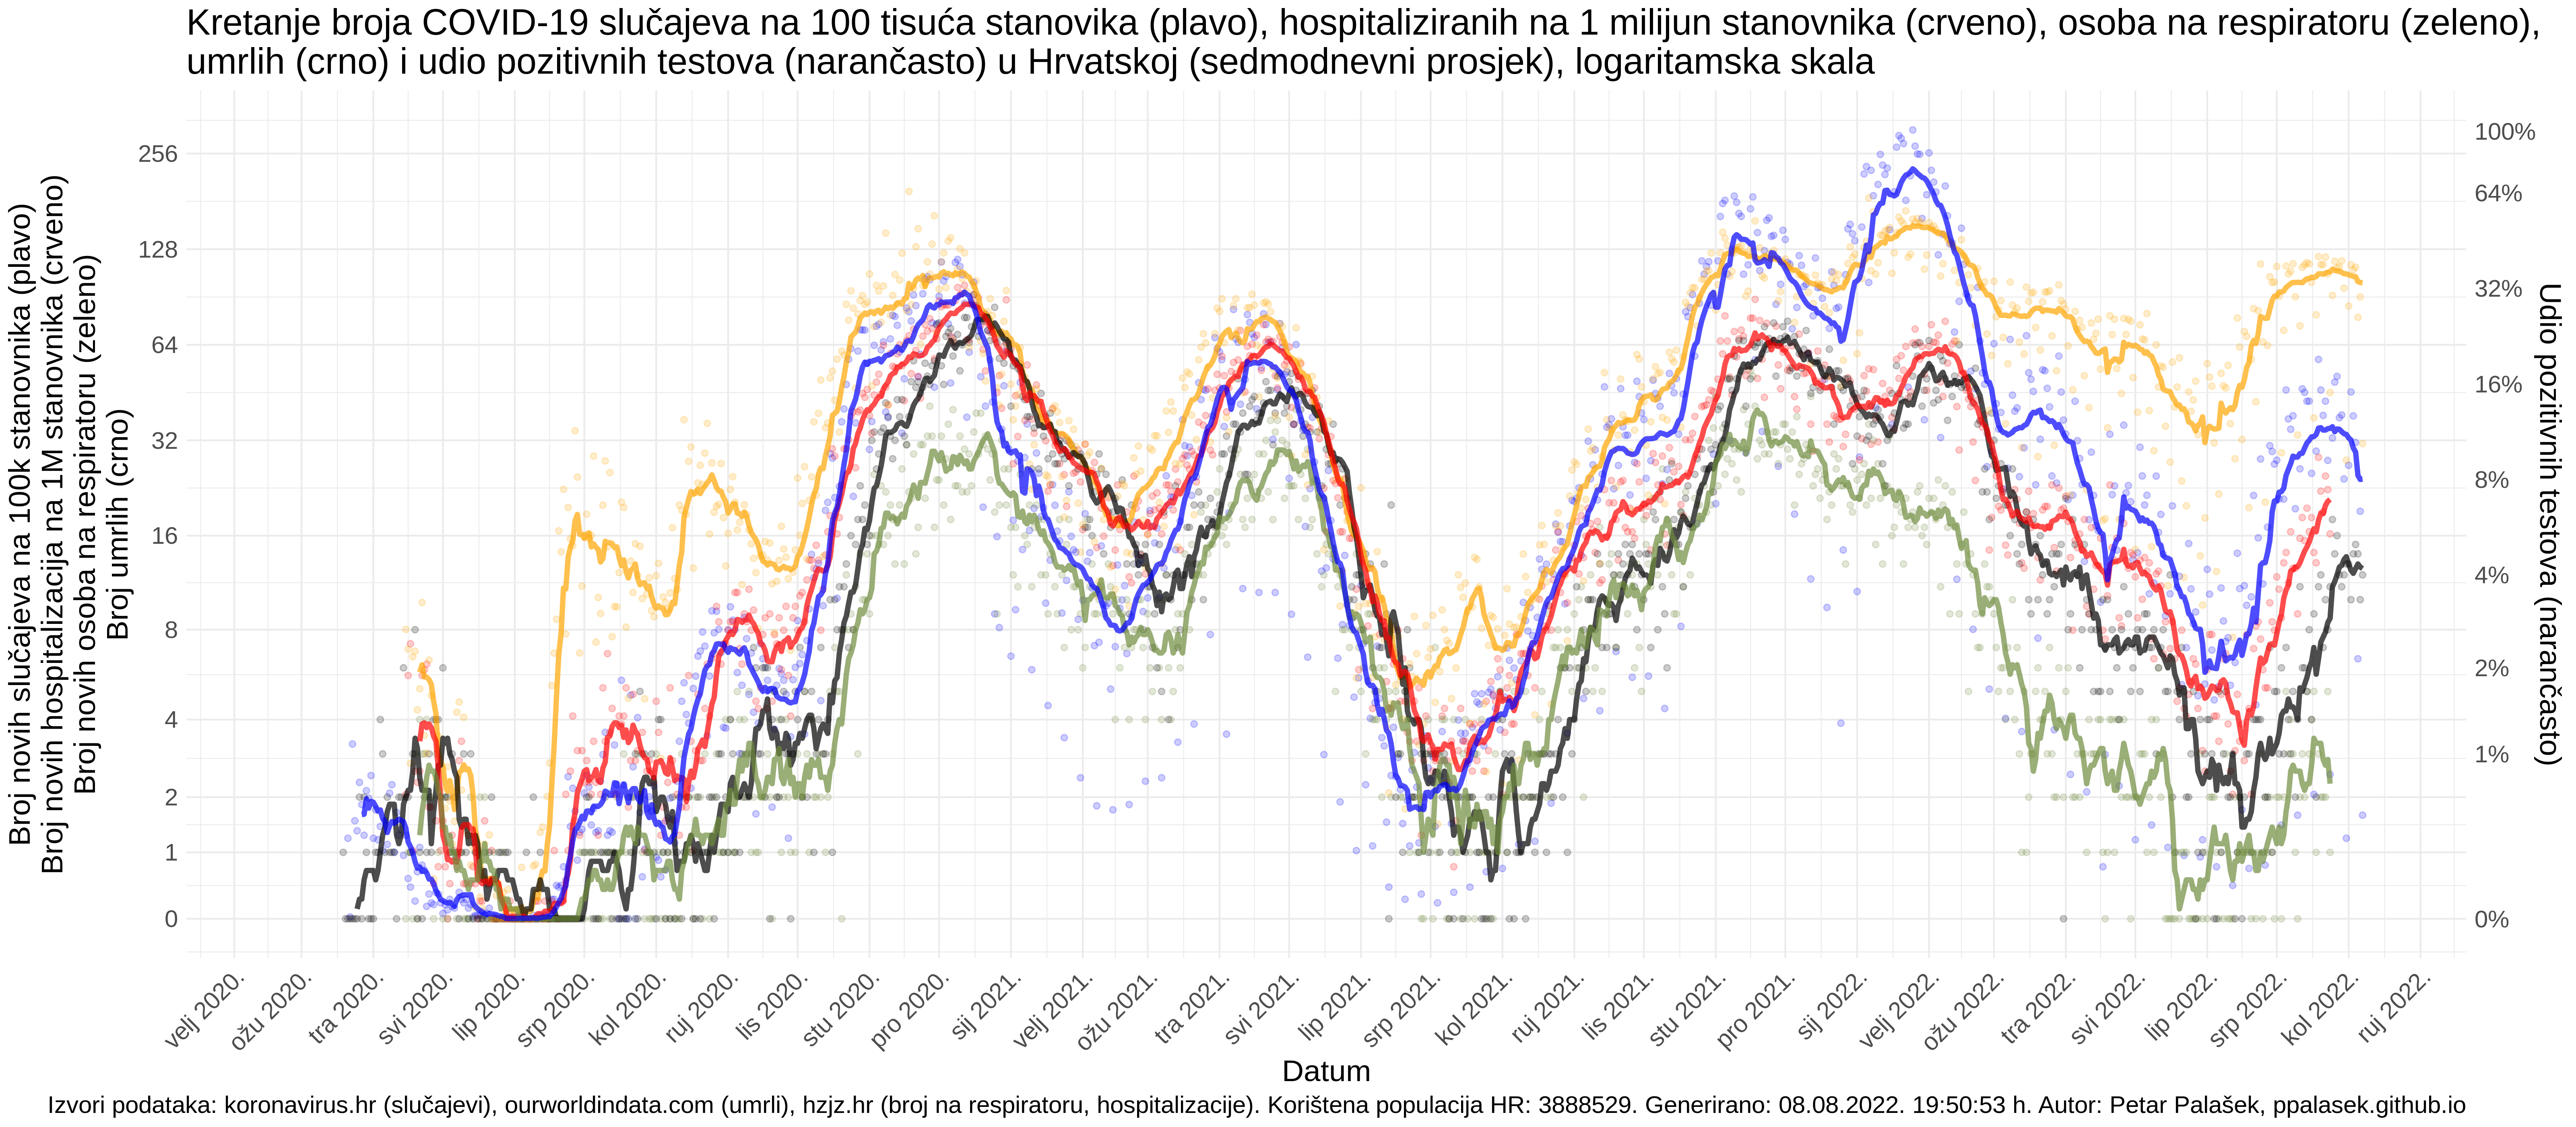 Kretanje broja COVID-19 slučajeva na 100 tisuća stanovika (plavo), hospitaliziranih na 1 milijun stanovnika (crveno), osoba na respiratoru (zeleno),
umrlih (crno) i udio pozitivnih testova (narančasto) u Hrvatskoj (sedmodnevni prosjek), logaritamska skala
Broj novih slučajeva na 100k stanovnika (plavo)
Broj novih hospitalizacija na 1M stanovnika (crveno)
Broj novih osoba na respiratoru (zeleno)
Broj umrlih (crno)
256
128
64
32
16
8
4
2
1
0
100%
64%
32%
16%
8%
4%
2%
1%
0%
Udio pozitivnih testova (narančasto)
velj 2020.
ožu 2020.
tra 2020.
svi 2020.
lip 2020.
srp 2020.
kol 2020.
ruj 2020.
lis 2020.
stu 2020.
pro 2020.
sij 2021.
velj 2021.
ožu 2021.
tra 2021.
svi 2021.
lip 2021.
srp 2021.
kol 2021.
ruj 2021.
lis 2021.
stu 2021.
pro 2021.
sij 2022.
velj 2022.
ožu 2022.
tra 2022.
svi 2022.
lip 2022.
srp 2022.
kol 2022.
ruj 2022.
Datum
Izvori podataka: koronavirus.hr (slučajevi), ourworldindata.com (umrli), hzjz.hr (broj na respiratoru, hospitalizacije). Korištena populacija HR: 3888529. Generirano: 08.08.2022. 19:50:53 h. Autor: Petar Palašek, ppalasek.github.io